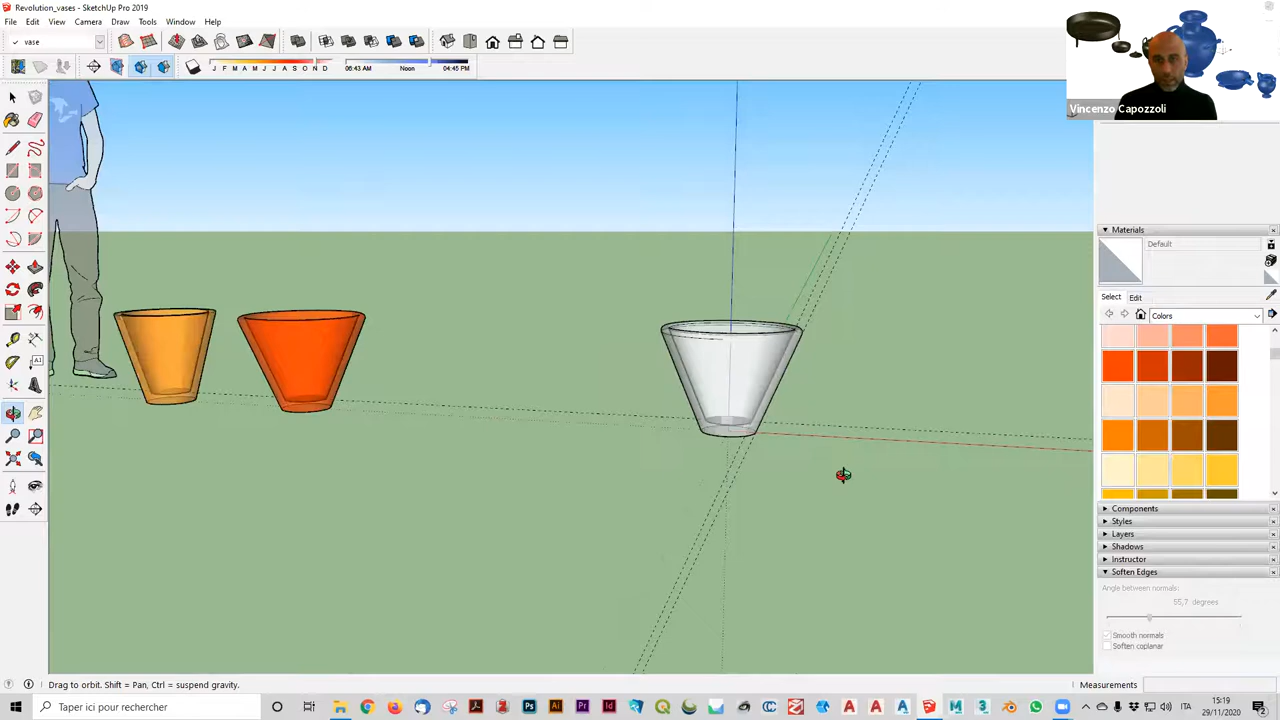 Revolution_vases - SketchUp Pro 2019
File Edit View Camera Draw Tools Window Help
vase
J F M A M J J A S O N D
06:43 AM Noon 04:45 PM
Vincenzo Capozzoli
Materials
Default
Select Edit
Colors
Components
Styles
Layers
Shadows
Instructor
Soften Edges
Angle between normals:
55,7 degrees
Smooth normals
Soften coplanar
Drag to orbit. Shift = Pan, Ctrl = suspend gravity.
Measurements
Taper ici pour rechercher
ITA
15:19
29/11/2020